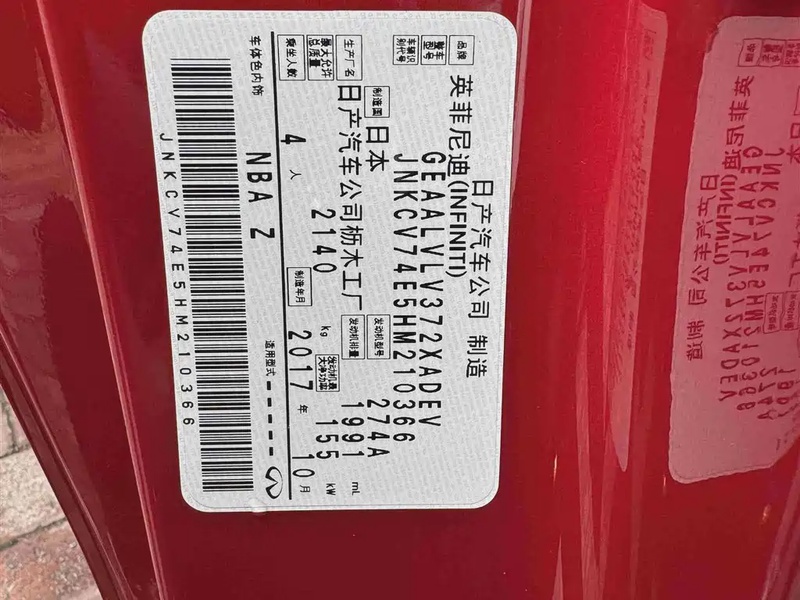 日产汽车公司 制造
品牌 英菲尼迪(INFINITI)
整车型号 GEAALVLV372XADEV
车辆识别代号 JNKCV74E5HM210366
制造国 日本 发动机型号 274A
生产厂名 日产汽车公司枥木工厂 发动机排量 1991 mL
最大允许总质量 2140 kg 发动机最大净功率 155 kW
乘坐人数 4 人 制造年月 2017 年 10 月
车体色内饰 NBA Z 适用型式 -----
JNKCV74E5HM210366